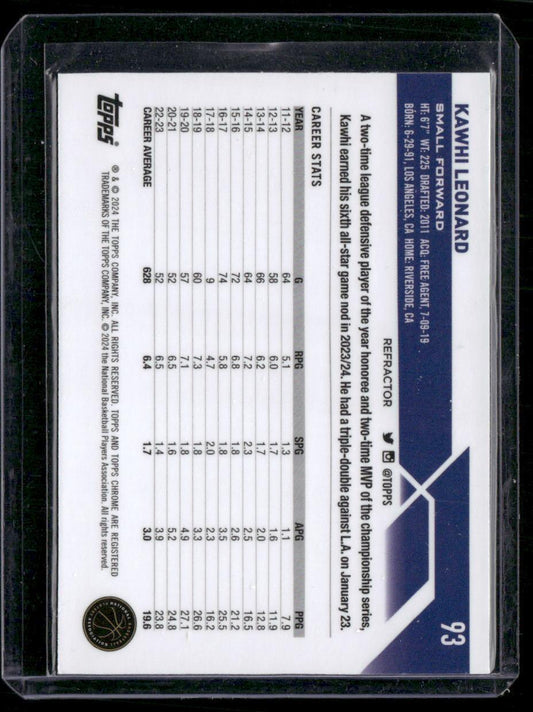 KAWHI LEONARD
93
SMALL FORWARD
HT: 6'7" WT: 225 DRAFTED: 2011 ACQ: FREE AGENT, 7-09-19
BORN: 6-29-91, LOS ANGELES, CA HOME: RIVERSIDE, CA
REFRACTOR @TOPPS
A two-time league defensive player of the year honoree and two-time MVP of the championship series,
Kawhi earned his sixth all-star game nod in 2023/24. He had a triple-double against L.A. on January 23.
CAREER STATS
YEAR G RPG SPG APG PPG
11-12 64 5.1 1.3 1.1 7.9
12-13 58 6.0 1.7 1.6 11.9
13-14 66 6.2 1.7 2.0 12.8
14-15 64 7.2 2.3 2.5 16.5
15-16 72 6.8 1.8 2.6 21.2
16-17 74 5.8 1.8 3.5 25.5
17-18 9 4.7 2.0 2.3 16.2
18-19 60 7.3 1.8 3.3 26.6
19-20 57 7.1 1.8 4.9 27.1
20-21 52 6.5 1.6 5.2 24.8
22-23 52 6.5 1.4 3.9 23.8
CAREER AVERAGE 628 6.4 1.7 3.0 19.6
topps
® & © 2024 THE TOPPS COMPANY, INC. ALL RIGHTS RESERVED. TOPPS AND TOPPS CHROME ARE REGISTERED
TRADEMARKS OF THE TOPPS COMPANY, INC. © 2024 the National Basketball Players Association. All rights reserved.